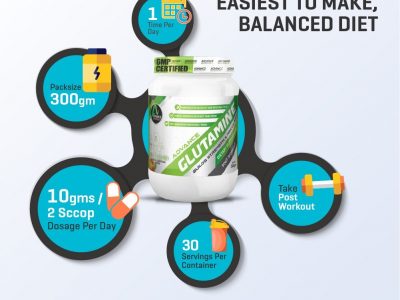 EASIEST TO MAKE,
BALANCED DIET
1
Time Per
Day
Packsize
300gm
GMP
CERTIFIED
ADVANCE
GLUTAMINE
10gms /
2 Sccop
Dosage Per Day
Take
Post
Workout
30
Servings Per
Container